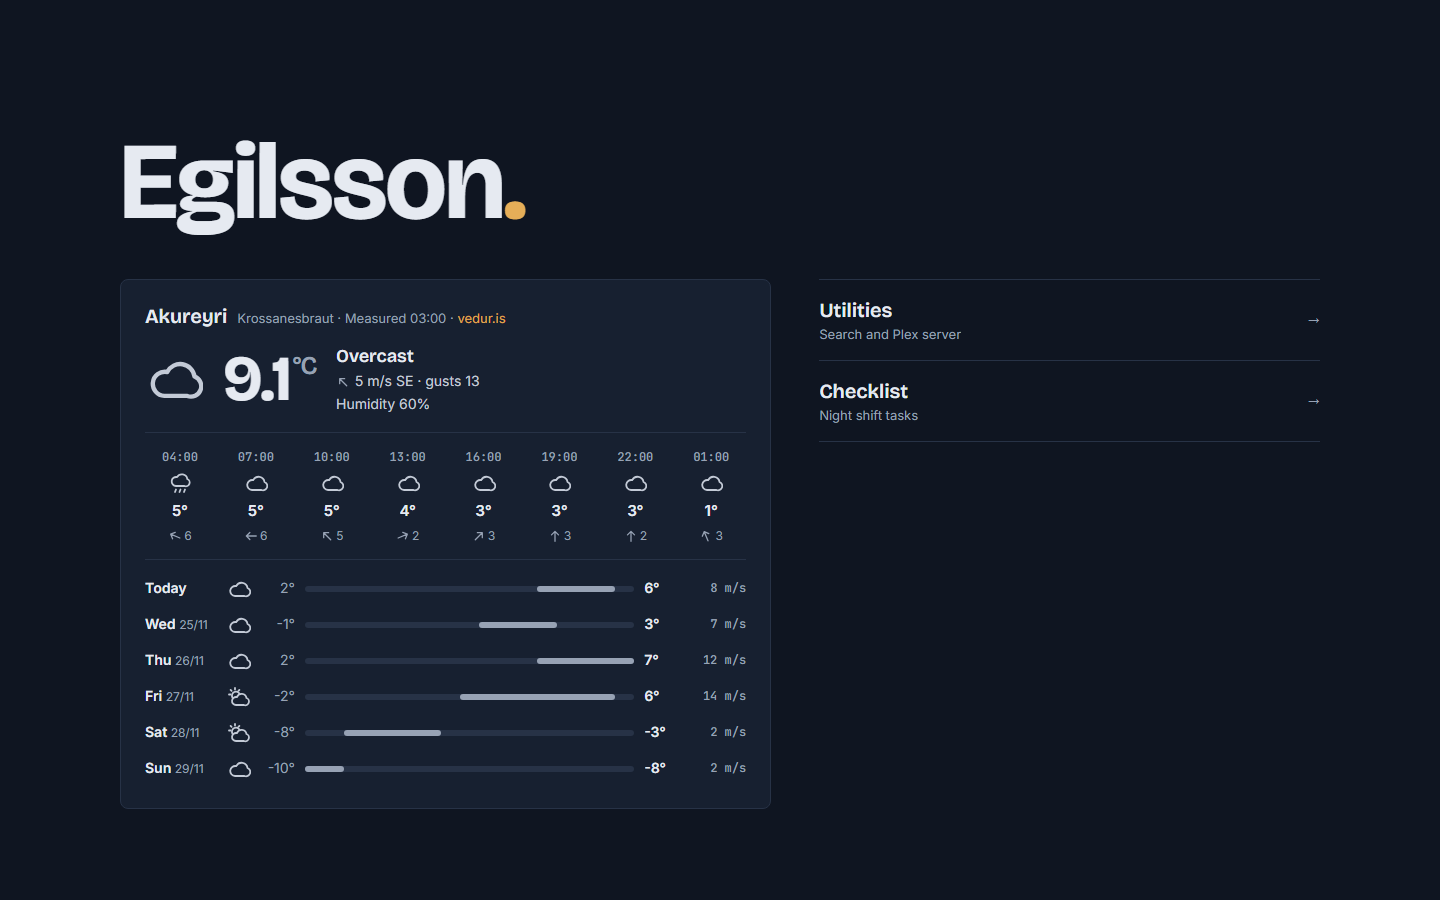 Egilsson.
Akureyri Krossanesbraut · Measured 03:00 · vedur.is
9.1°C
Overcast
↖ 5 m/s SE · gusts 13
Humidity 60%
04:00 07:00 10:00 13:00 16:00 19:00 22:00 01:00
5° 5° 5° 4° 3° 3° 3° 1°
6 6 5 2 3 3 2 3
Today 2° 6° 8 m/s
Wed 25/11 -1° 3° 7 m/s
Thu 26/11 2° 7° 12 m/s
Fri 27/11 -2° 6° 14 m/s
Sat 28/11 -8° -3° 2 m/s
Sun 29/11 -10° -8° 2 m/s
Utilities
Search and Plex server
→
Checklist
Night shift tasks
→